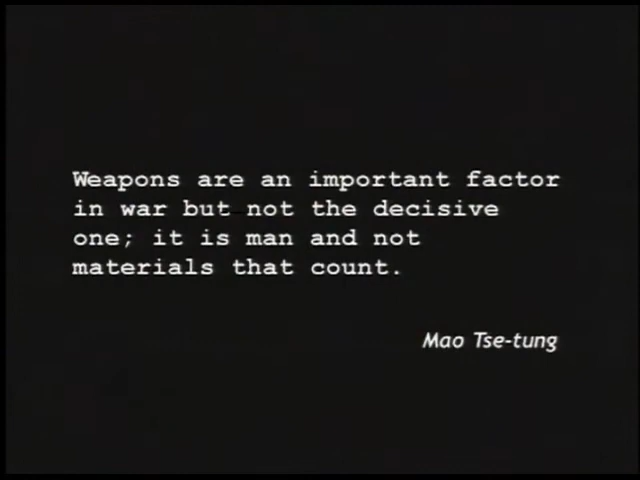 Weapons are an important factor
in war but not the decisive
one; it is man and not
materials that count.
Mao Tse-tung